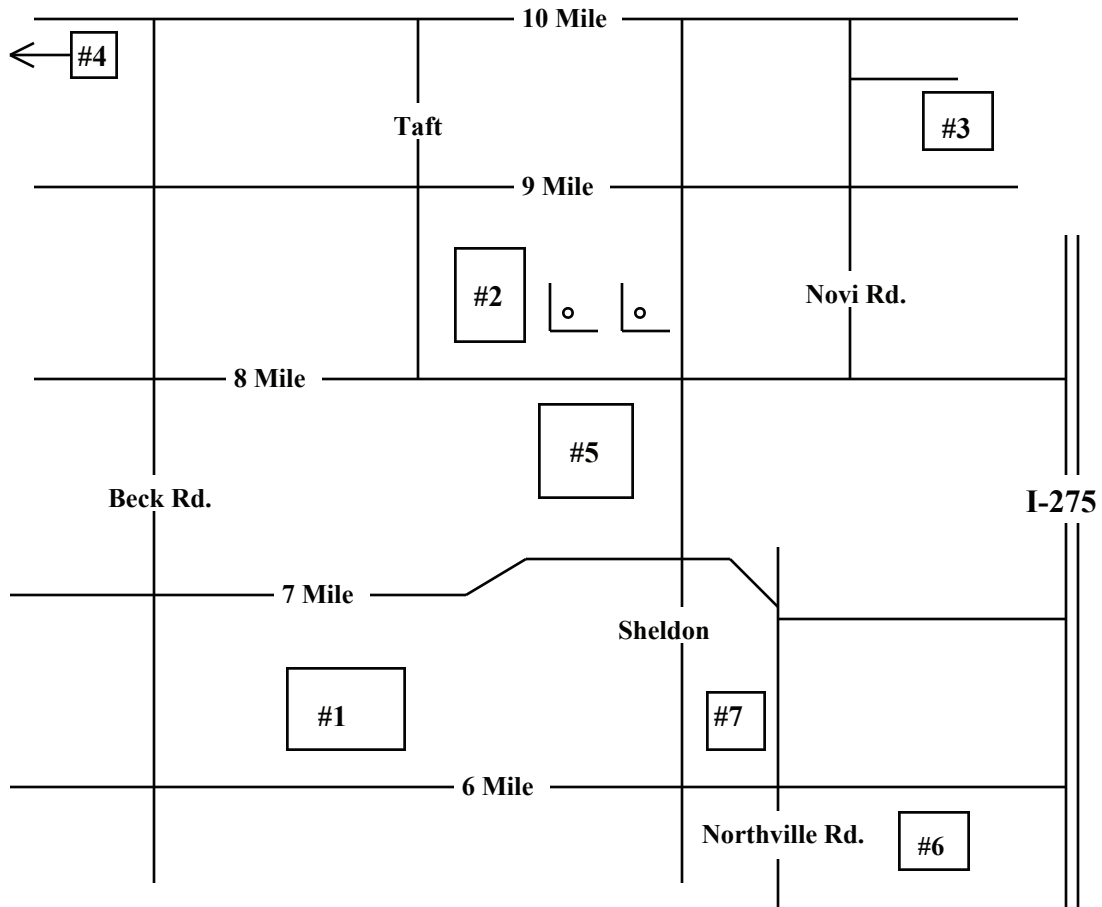 10 Mile
#4
Taft
#3
9 Mile
#2
Novi Rd.
8 Mile
#5
Beck Rd.
I-275
7 Mile
Sheldon
#1
#7
6 Mile
Northville Rd.
#6